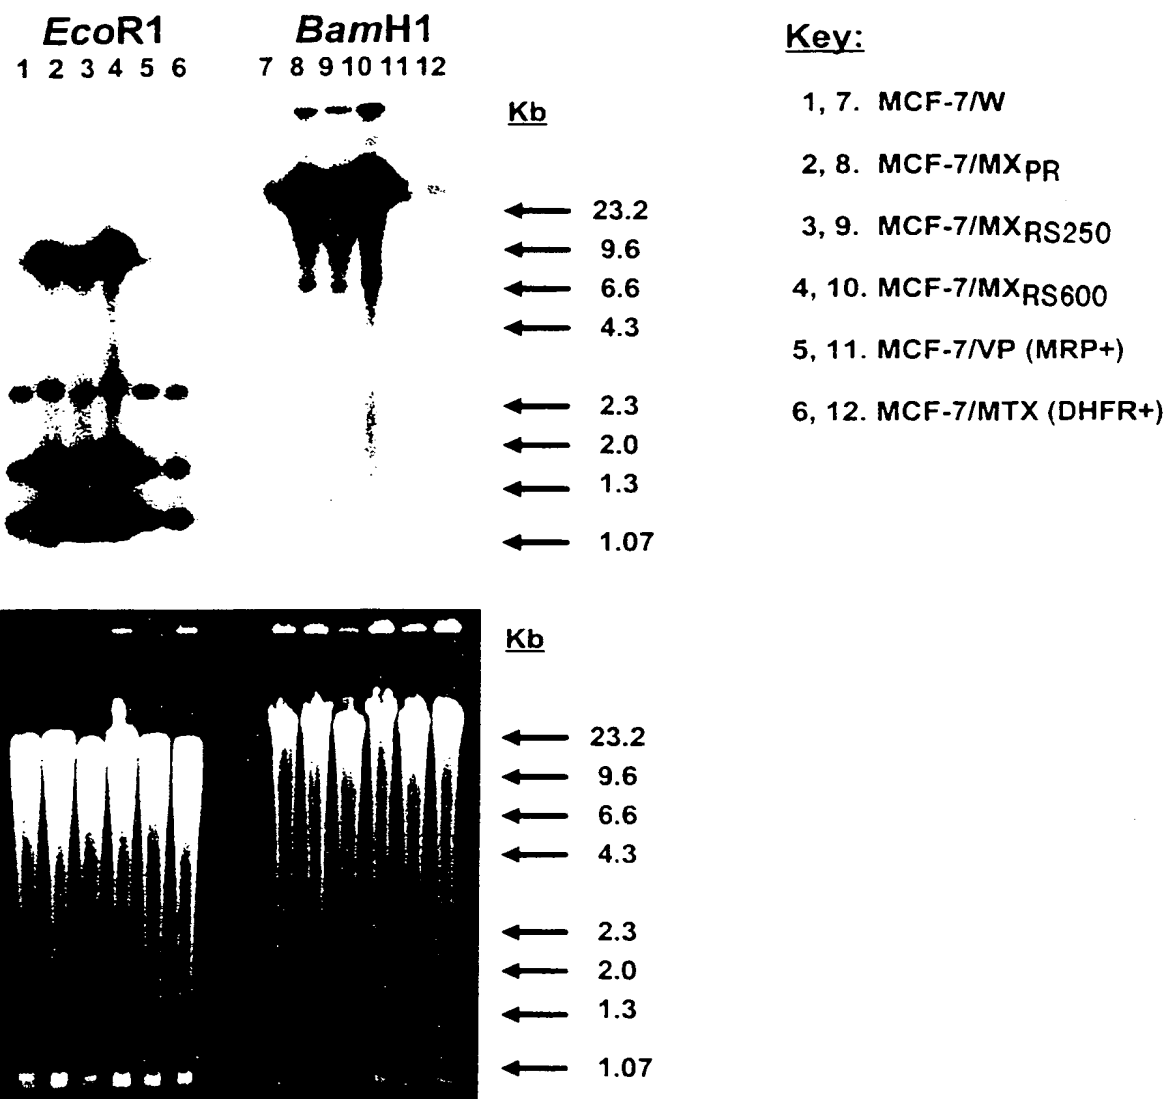 EcoR1 BamH1
1 2 3 4 5 6 7 8 9 10 11 12
Kb
23.2
9.6
6.6
4.3
2.3
2.0
1.3
1.07
Key:
1, 7. MCF-7/W
2, 8. MCF-7/MXPR
3, 9. MCF-7/MXRS250
4, 10. MCF-7/MXRS600
5, 11. MCF-7/VP (MRP+)
6, 12. MCF-7/MTX (DHFR+)
Kb
23.2
9.6
6.6
4.3
2.3
2.0
1.3
1.07